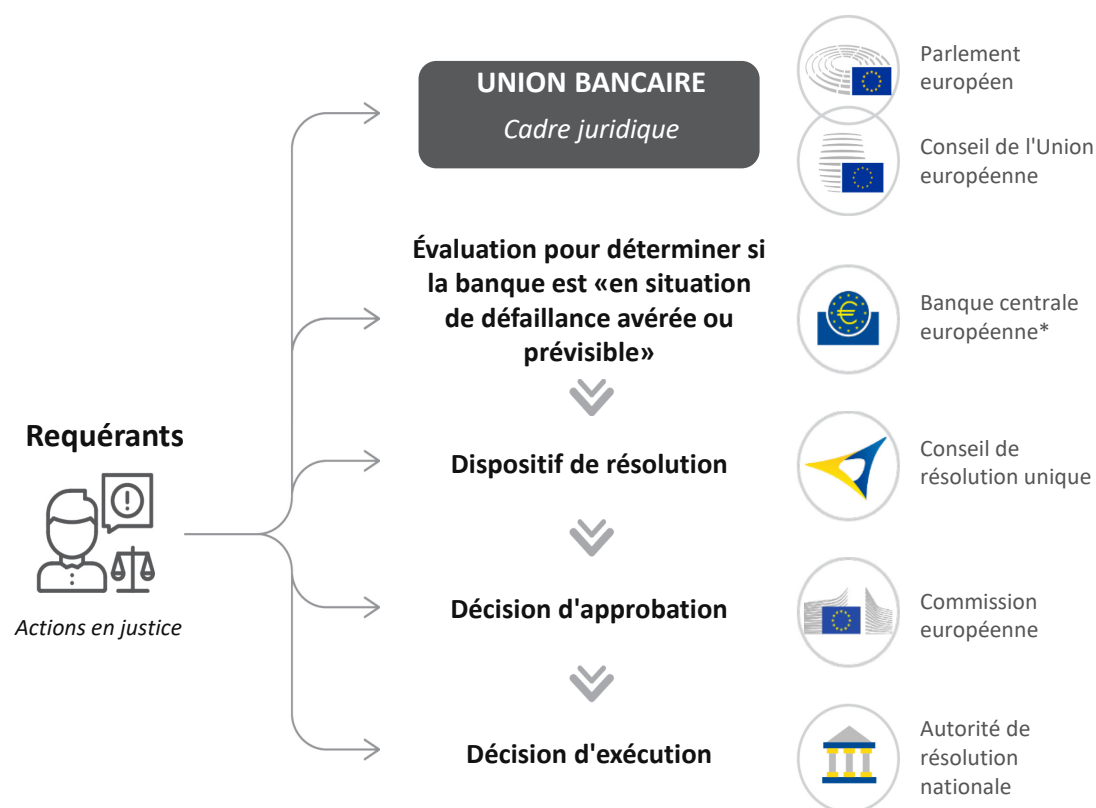 UNION BANCAIRE
Cadre juridique
Parlement
européen
Conseil de l'Union
européenne
Évaluation pour déterminer si
la banque est «en situation
de défaillance avérée ou
prévisible»
Banque centrale
européenne*
Requérants
Actions en justice
Dispositif de résolution
Conseil de
résolution unique
Décision d'approbation
Commission
européenne
Décision d'exécution
Autorité de
résolution
nationale